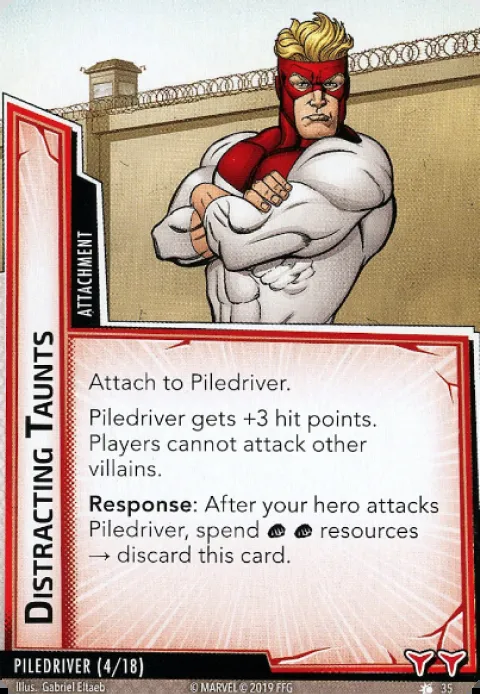 ATTACHMENT
DISTRACTING TAUNTS
Attach to Piledriver.
Piledriver gets +3 hit points.
Players cannot attack other
villains.
Response: After your hero attacks
Piledriver, spend resources
→ discard this card.
PILEDRIVER (4/18)
Illus. Gabriel Eltaeb
© MARVEL © 2019 FFG
35